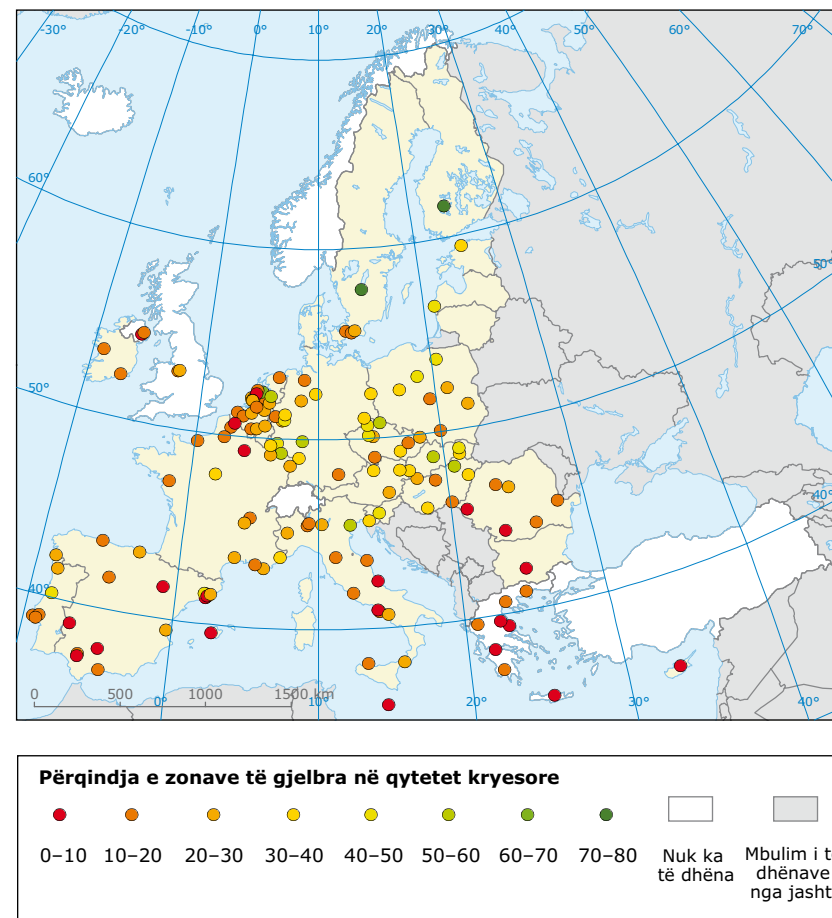 -30° -20° -10° 0° 10° 20° 30° 40° 50° 60° 70°
60°
50°
50°
40°
40°
0 500 1000 1500 km
0° 10° 20° 30° 40°
Përqindja e zonave të gjelbra në qytetet kryesore
0–10 10–20 20–30 30–40 40–50 50–60 60–70 70–80
Nuk ka
të dhëna
Mbulim i
dhënave
nga